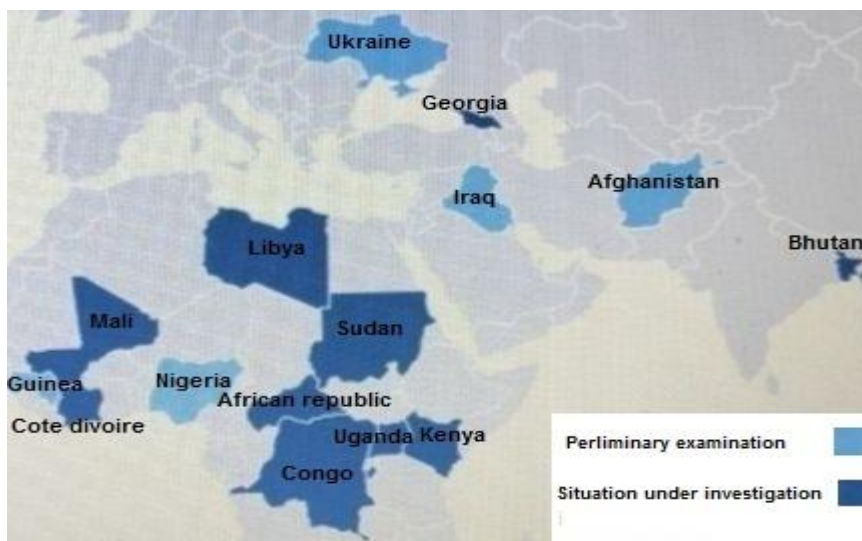 Ukraine
Georgia
Iraq
Afghanistan
Bhutan
Libya
Mali
Sudan
Guinea
Nigeria
African republic
Cote divoire
Uganda
Kenya
Congo
Perliminary examination
Situation under investigation